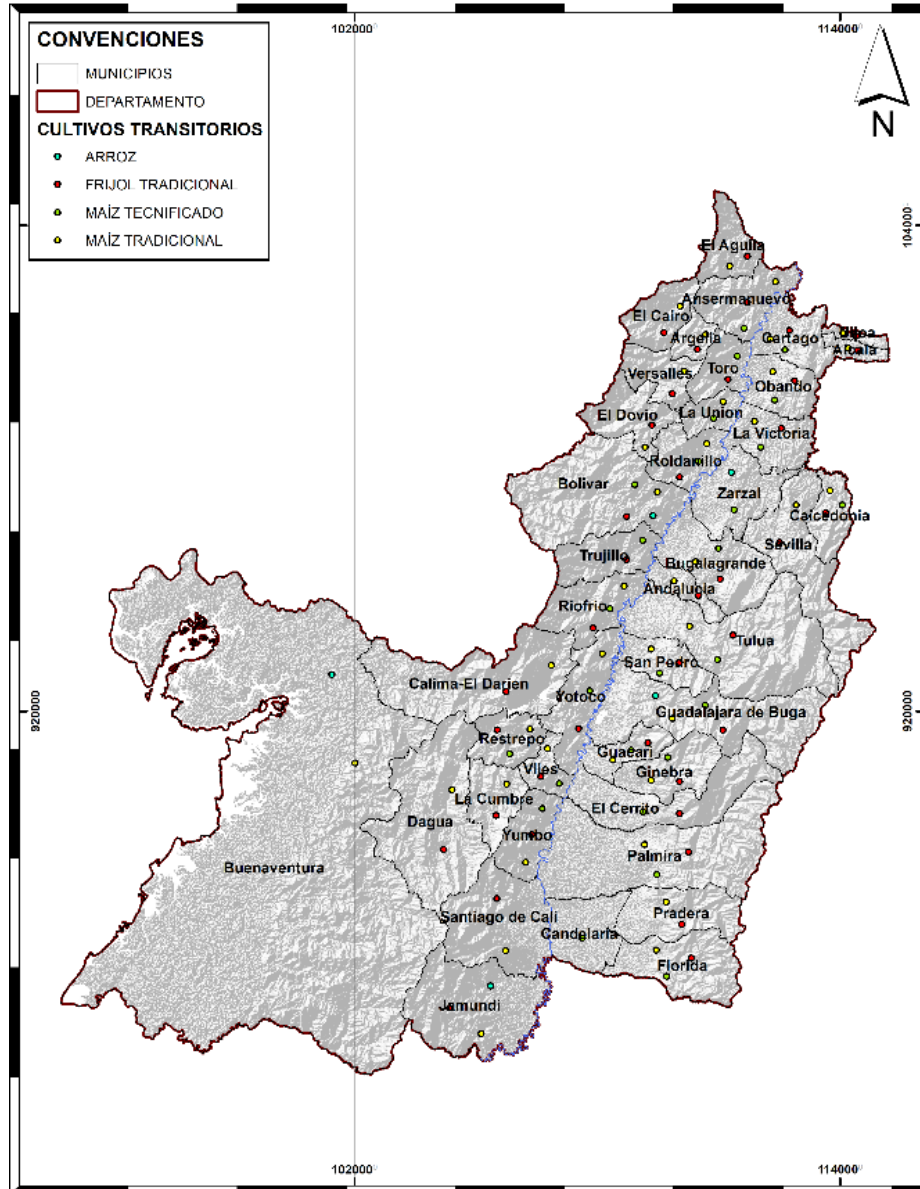 102000
114000
CONVENCIONES
MUNICIPIOS
DEPARTAMENTO
CULTIVOS TRANSITORIOS
ARROZ
FRIJOL TRADICIONAL
MAÍZ TECNIFICADO
MAÍZ TRADICIONAL
N
104000
El Aguila
Ansermanuevo
El Cairo
Argelia
Cartago
Alcala
Versalles
Toro
Obando
El Dovio
La Union
La Victoria
Roldanillo
Bolivar
Zarzal
Caicedonia
Sevilla
Trujillo
Bugalagrande
Andalucia
Riofrio
Tulua
San Pedro
Calima-El Darien
Yotoco
920000
920000
Guadalajara de Buga
Restrepo
Guacari
Vijes
Ginebra
La Cumbre
El Cerrito
Dagua
Yumbo
Palmira
Buenaventura
Santiago de Cali
Pradera
Candelaria
Florida
Jamundi
102000
114000